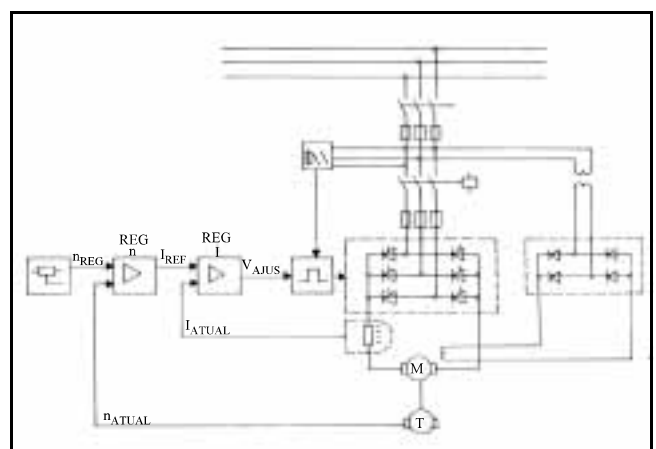 REG
n
REG
I
n_REG
I_REF
V_AJUS
I_ATUAL
M
n_ATUAL
T